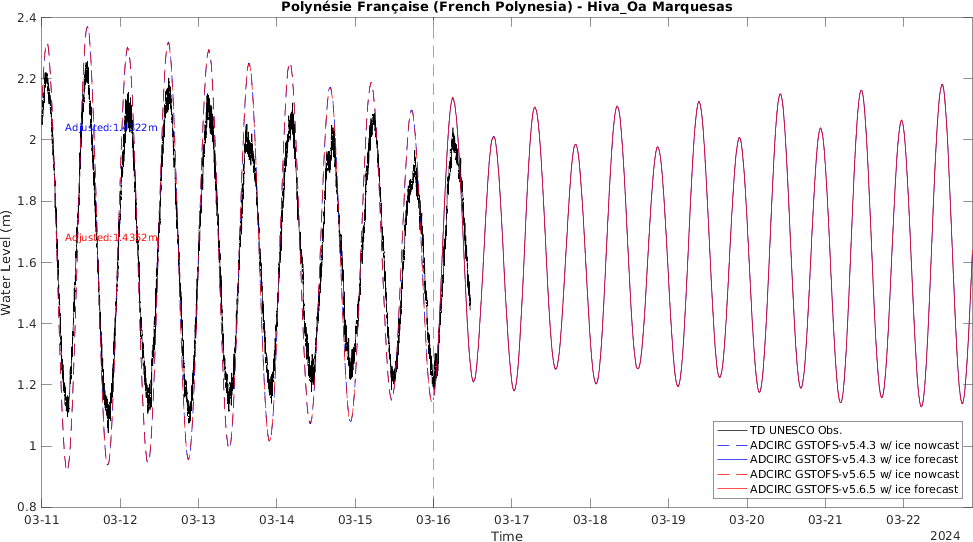 Polynésie Française (French Polynesia) - Hiva_Oa Marquesas
2.4
2.2
2
1.8
1.6
1.4
1.2
1
0.8
Water Level (m)
Adjusted:1.4352m
TD UNESCO Obs.
ADCIRC GSTOFS-v5.4.3 w/ ice nowcast
ADCIRC GSTOFS-v5.4.3 w/ ice forecast
ADCIRC GSTOFS-v5.6.5 w/ ice nowcast
ADCIRC GSTOFS-v5.6.5 w/ ice forecast
03-11 03-12 03-13 03-14 03-15 03-16 03-17 03-18 03-19 03-20 03-21 03-22
Time
2024